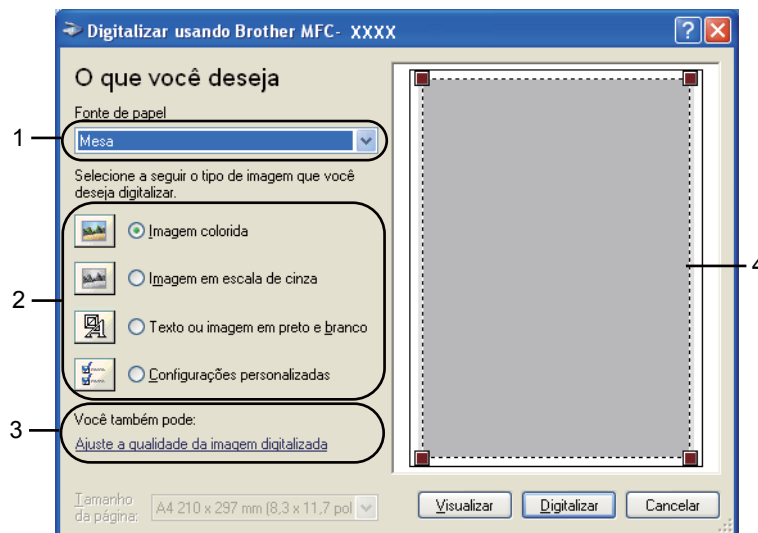 Digitalizar usando Brother MFC- XXXX
O que você deseja
Fonte de papel
1
Mesa
Selecione a seguir o tipo de imagem que você
deseja digitalizar.
Imagem colorida
Imagem em escala de cinza
2
Texto ou imagem em preto e branco
Configurações personalizadas
3
Você também pode:
Ajuste a qualidade da imagem digitalizada
4
Tamanho
da página:
A4 210 x 297 mm (8,3 x 11,7 pol
Visualizar
Digitalizar
Cancelar